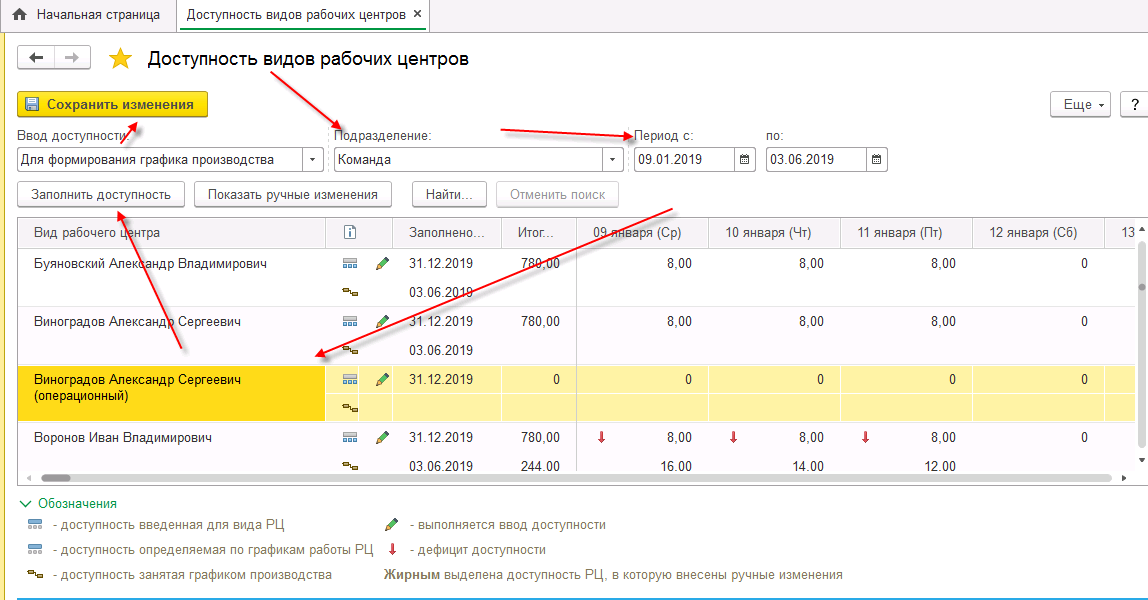 Начальная страница
Доступность видов рабочих центров ×
Доступность видов рабочих центров
Сохранить изменения
Еще
?
Ввод доступности:
Подразделение:
Период с:
по:
Для формирования графика производства
Команда
09.01.2019
03.06.2019
Заполнить доступность
Показать ручные изменения
Найти...
Отменить поиск
Вид рабочего центра Заполнено... Итог... 09 января (Ср) 10 января (Чт) 11 января (Пт) 12 января (Сб) 13
Буяновский Александр Владимирович 31.12.2019 780,00 8,00 8,00 8,00 0
03.06.2019
Виноградов Александр Сергеевич 31.12.2019 780,00 8,00 8,00 8,00 0
03.06.2019
Виноградов Александр Сергеевич 31.12.2019 0 0 0 0 0
(операционный)
Воронов Иван Владимирович 31.12.2019 780,00 8,00 8,00 8,00 0
03.06.2019 244.00 16.00 14.00 12.00
Обозначения
- доступность введенная для вида РЦ
- выполняется ввод доступности
- доступность определяемая по графикам работы РЦ
- дефицит доступности
- доступность занятая графиком производства
Жирным выделена доступность РЦ, в которую внесены ручные изменения